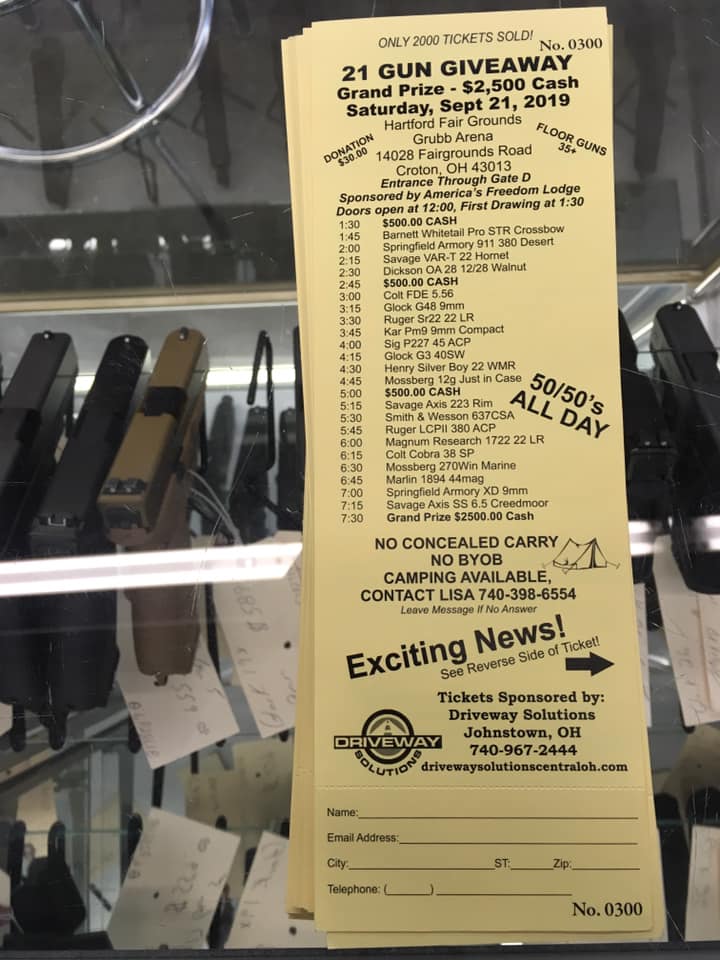 ONLY 2000 TICKETS SOLD!
No. 0300
21 GUN GIVEAWAY
Grand Prize - $2,500 Cash
Saturday, Sept 21, 2019
Hartford Fair Grounds
Grubb Arena
DONATION
$30.00
FLOOR GUNS
35+
14028 Fairgrounds Road
Croton, OH 43013
Entrance Through Gate D
Sponsored by America's Freedom Lodge
Doors open at 12:00, First Drawing at 1:30
1:30 $500.00 CASH
1:45 Barnett Whitetail Pro STR Crossbow
2:00 Springfield Armory 911 380 Desert
2:15 Savage VAR-T 22 Hornet
2:30 Dickson OA 28 12/28 Walnut
2:45 $500.00 CASH
3:00 Colt FDE 5.56
3:15 Glock G48 9mm
3:30 Ruger Sr22 22 LR
3:45 Kar Pm9 9mm Compact
4:00 Sig P227 45 ACP
4:15 Glock G3 40SW
4:30 Henry Silver Boy 22 WMR
4:45 Mossberg 12g Just in Case
5:00 $500.00 CASH
5:15 Savage Axis 223 Rim
5:30 Smith & Wesson 637CSA
5:45 Ruger LCPII 380 ACP
6:00 Magnum Research 1722 22 LR
6:15 Colt Cobra 38 SP
6:30 Mossberg 270Win Marine
6:45 Marlin 1894 44mag
7:00 Springfield Armory XD 9mm
7:15 Savage Axis SS 6.5 Creedmoor
7:30 Grand Prize $2500.00 Cash
50/50's
ALL DAY
NO CONCEALED CARRY
NO BYOB
CAMPING AVAILABLE,
CONTACT LISA 740-398-6554
Leave Message If No Answer
Exciting News!
See Reverse Side of Ticket!
Tickets Sponsored by:
Driveway Solutions
Johnstown, OH
740-967-2444
drivewaysolutionscentraloh.com
DRIVEWAY
SOLUTIONS
Name:
Email Address:
City: ST: Zip:
Telephone: ( )
No. 0300